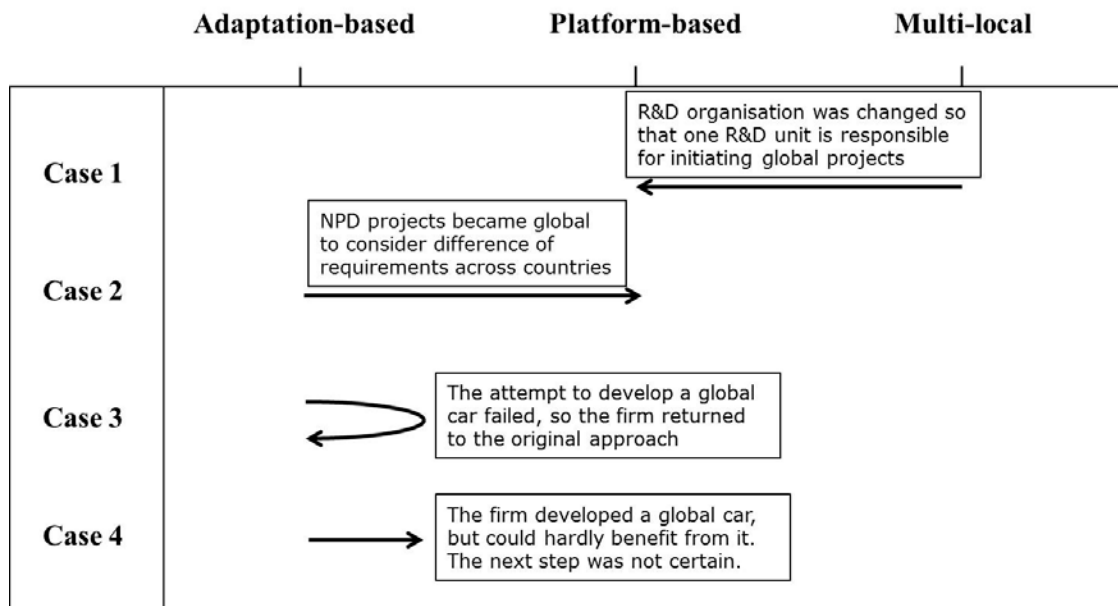 Adaptation-based Platform-based Multi-local
R&D organisation was changed so
that one R&D unit is responsible
for initiating global projects
Case 1
NPD projects became global
to consider difference of
requirements across countries
Case 2
The attempt to develop a global
car failed, so the firm returned
to the original approach
Case 3
The firm developed a global car,
but could hardly benefit from it.
The next step was not certain.
Case 4